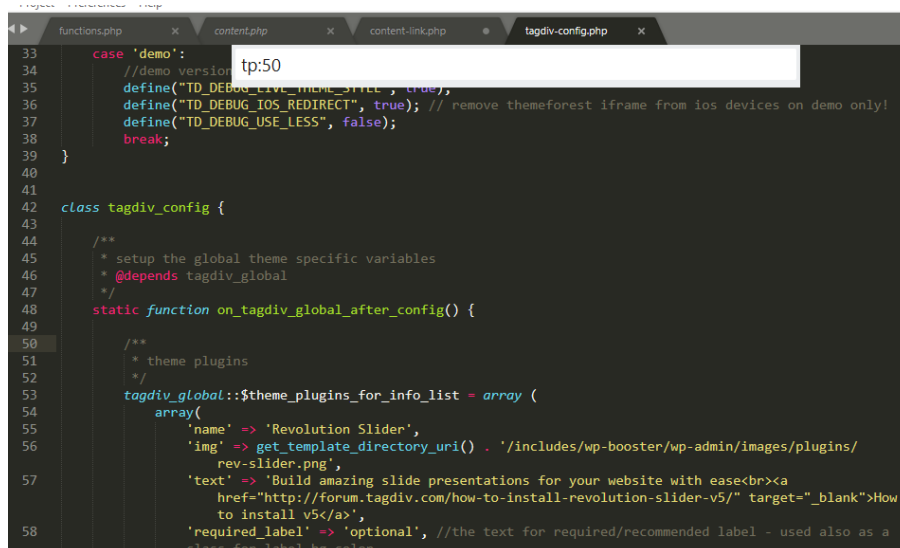 functions.php × content.php × content-link.php tagdiv-config.php ×
tp:50
33 case 'demo':
34 //demo version
35 define("TD_DEBUG_LIVE_THEME_STYLE", true);
36 define("TD_DEBUG_IOS_REDIRECT", true); // remove themeforest iframe from ios devices on demo only!
37 define("TD_DEBUG_USE_LESS", false);
38 break;
39 }
40
41
42 class tagdiv_config {
43
44 /**
45 * setup the global theme specific variables
46 * @depends tagdiv_global
47 */
48 static function on_tagdiv_global_after_config() {
49
50 /**
51 * theme plugins
52 */
53 tagdiv_global::$theme_plugins_for_info_list = array (
54 array(
55 'name' => 'Revolution Slider',
56 'img' => get_template_directory_uri() . '/includes/wp-booster/wp-admin/images/plugins/
rev-slider.png',
57 'text' => 'Build amazing slide presentations for your website with ease<br><a
href="http://forum.tagdiv.com/how-to-install-revolution-slider-v5/" target="_blank">How
to install v5</a>',
58 'required_label' => 'optional', //the text for required/recommended label - used also as a